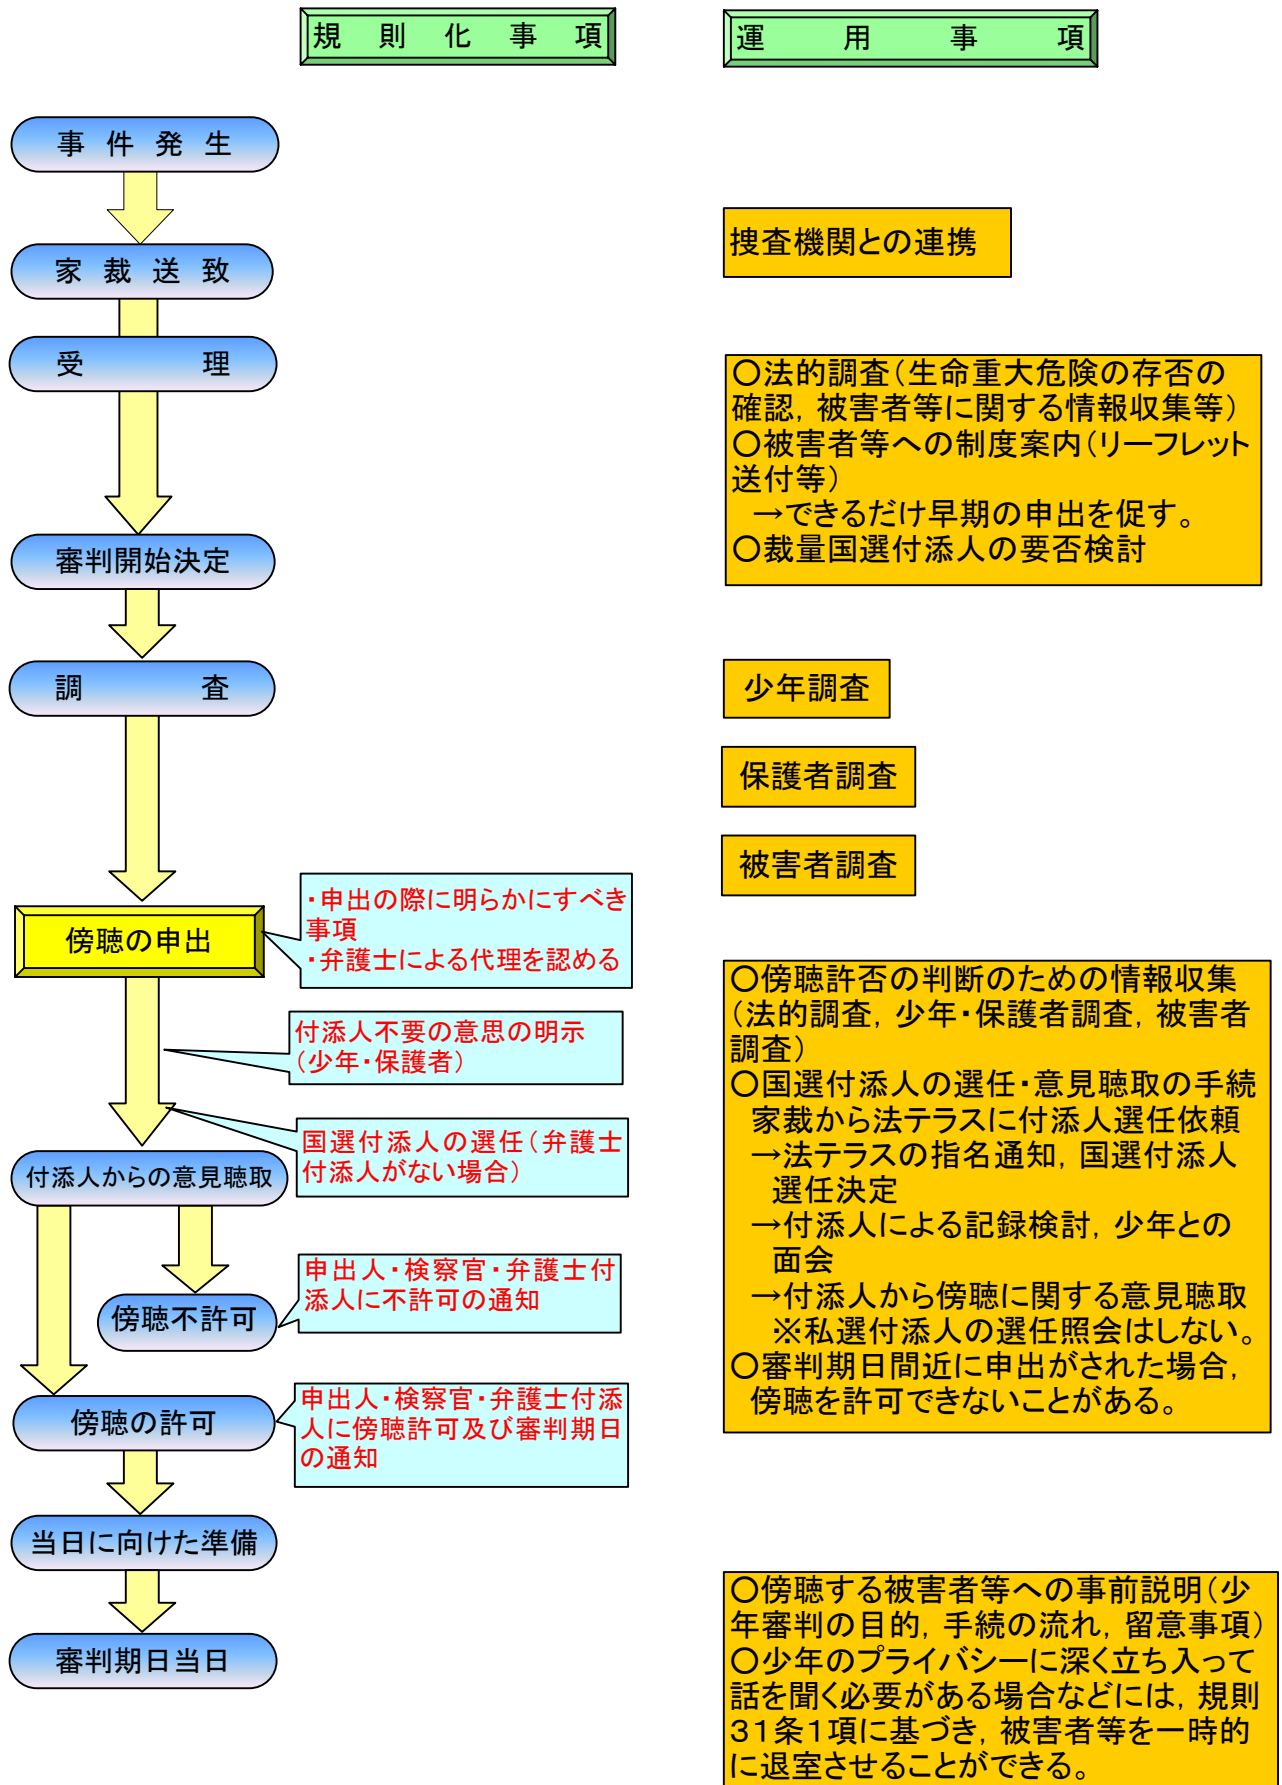 規則化事項
運用事項
事件発生
捜査機関との連携
家裁送致
受理
○法的調査（生命重大危険の存否の
確認，被害者等に関する情報収集等）
○被害者等への制度案内（リーフレット
送付等）
→できるだけ早期の申出を促す。
○裁量国選付添人の要否検討
審判開始決定
調査
少年調査
保護者調査
被害者調査
傍聴の申出
・申出の際に明らかにすべき
事項
・弁護士による代理を認める
付添人不要の意思の明示
（少年・保護者）
国選付添人の選任（弁護士
付添人がない場合）
付添人からの意見聴取
○傍聴許否の判断のための情報収集
（法的調査，少年・保護者調査，被害者
調査）
○国選付添人の選任・意見聴取の手続
家裁から法テラスに付添人選任依頼
→法テラスの指名通知，国選付添人
選任決定
→付添人による記録検討，少年との
面会
→付添人から傍聴に関する意見聴取
※私選付添人の選任照会はしない。
○審判期日間近に申出がされた場合，
傍聴を許可できないことがある。
傍聴不許可
申出人・検察官・弁護士付
添人に不許可の通知
傍聴の許可
申出人・検察官・弁護士付添
人に傍聴許可及び審判期日
の通知
当日に向けた準備
審判期日当日
○傍聴する被害者等への事前説明（少
年審判の目的，手続の流れ，留意事項）
○少年のプライバシーに深く立ち入って
話を聞く必要がある場合などには，規則
３１条１項に基づき，被害者等を一時的
に退室させることができる。